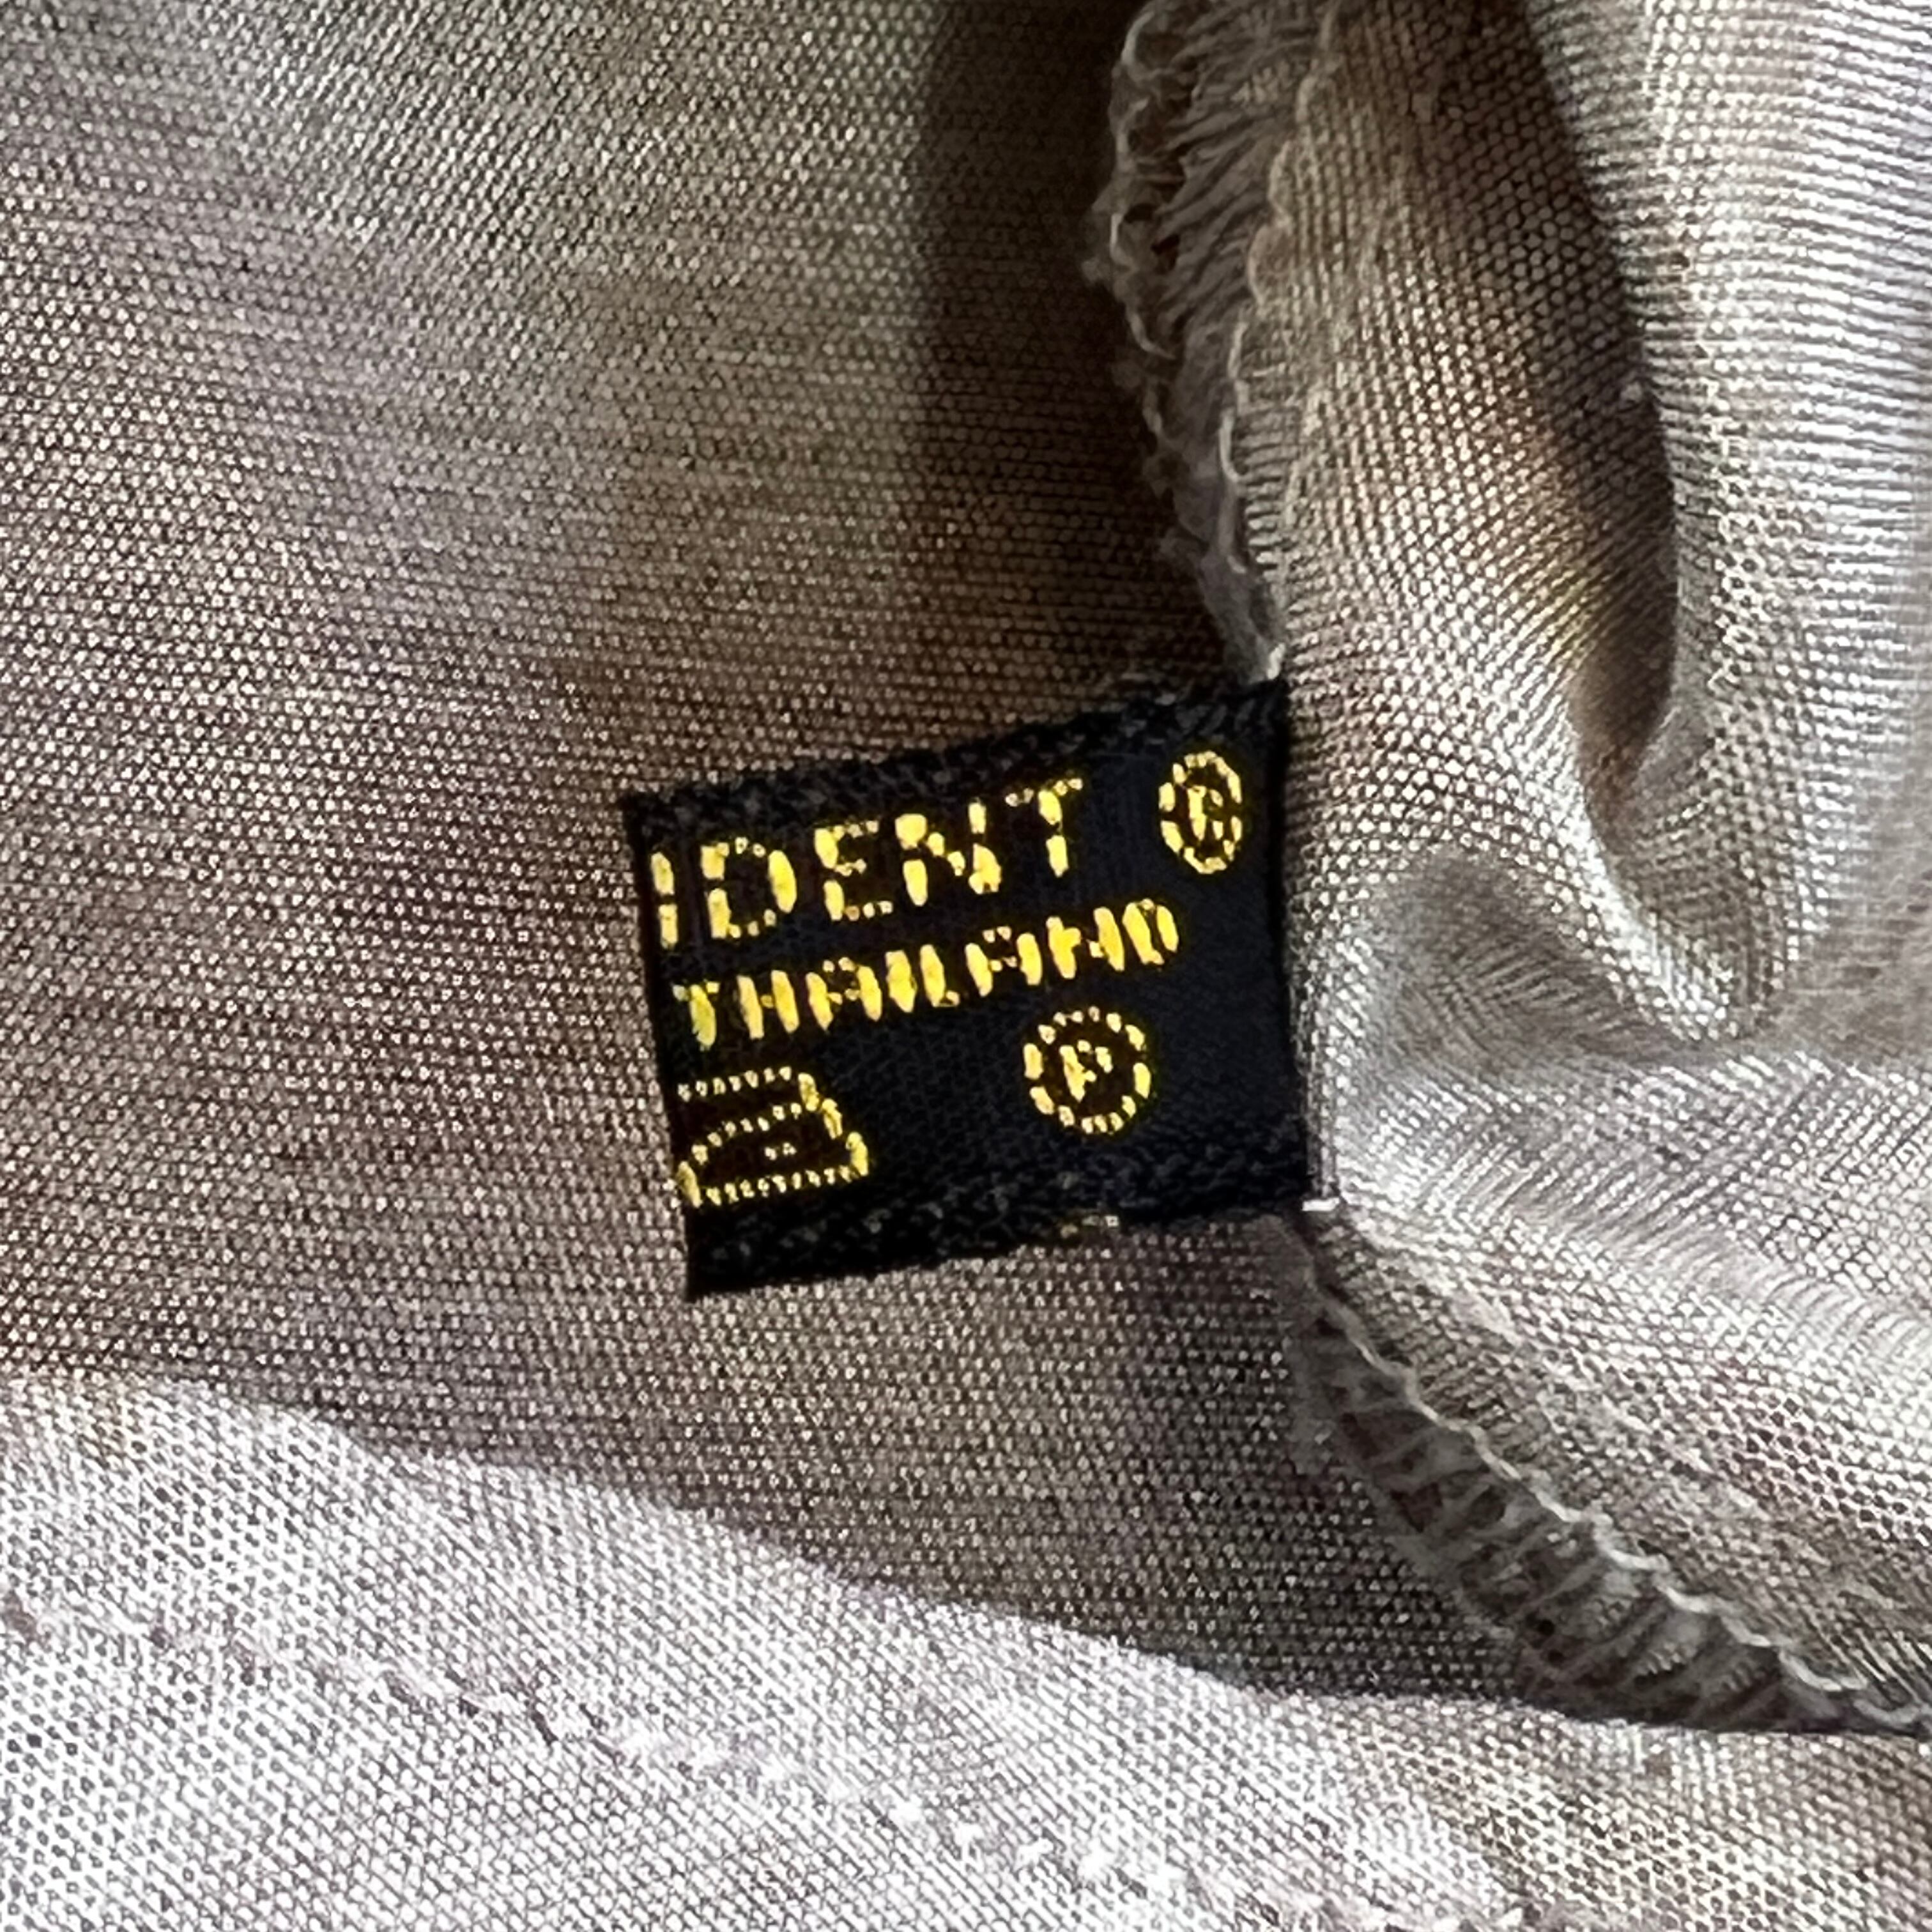 IDENT ®
THAILAND
Ⓟ